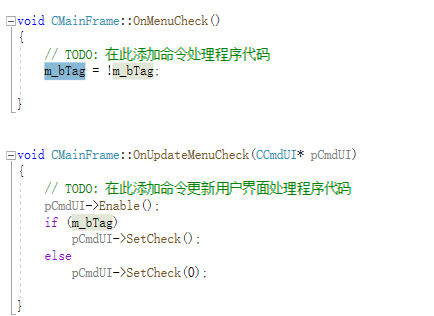 void CMainFrame::OnMenuCheck()
{
// TODO: 在此添加命令处理程序代码
m_bTag = !m_bTag;
}
void CMainFrame::OnUpdateMenuCheck(CCmdUI* pCmdUI)
{
// TODO: 在此添加命令更新用户界面处理程序代码
pCmdUI->Enable();
if (m_bTag)
pCmdUI->SetCheck();
else
pCmdUI->SetCheck(0);
}